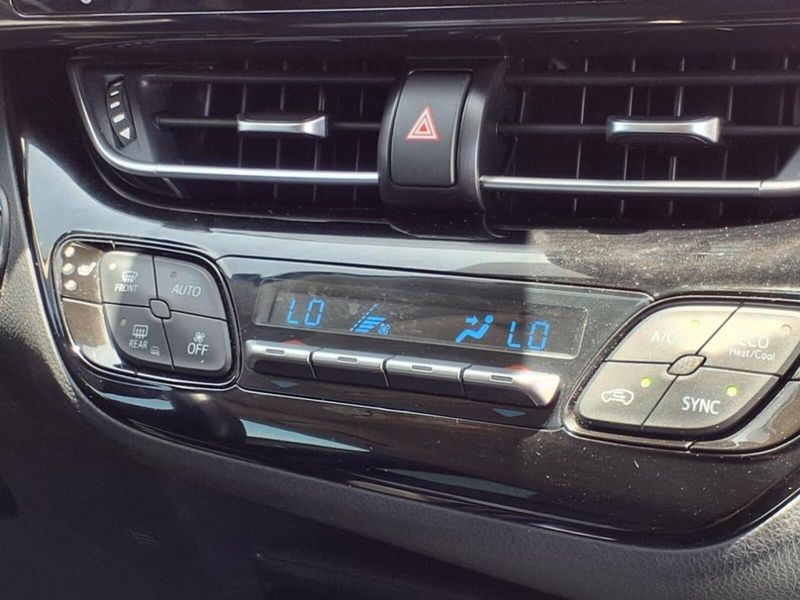 FRONT
AUTO
REAR
OFF
LO
LO
A/C
ECO
Heat/Cool
SYNC